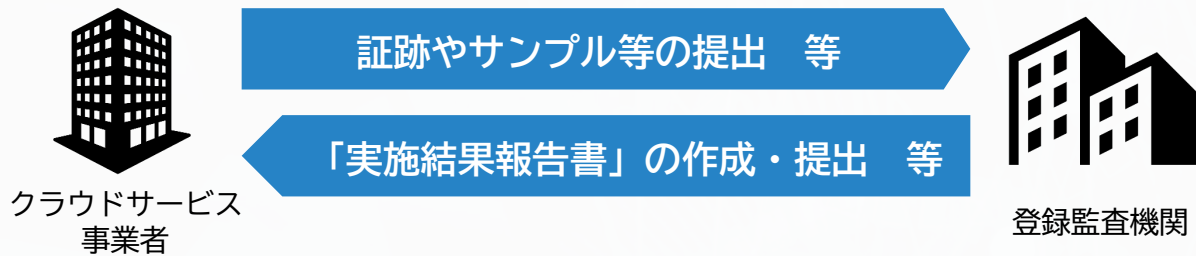 証跡やサンプル等の提出　等
「実施結果報告書」の作成・提出　等
クラウドサービス
事業者
登録監査機関